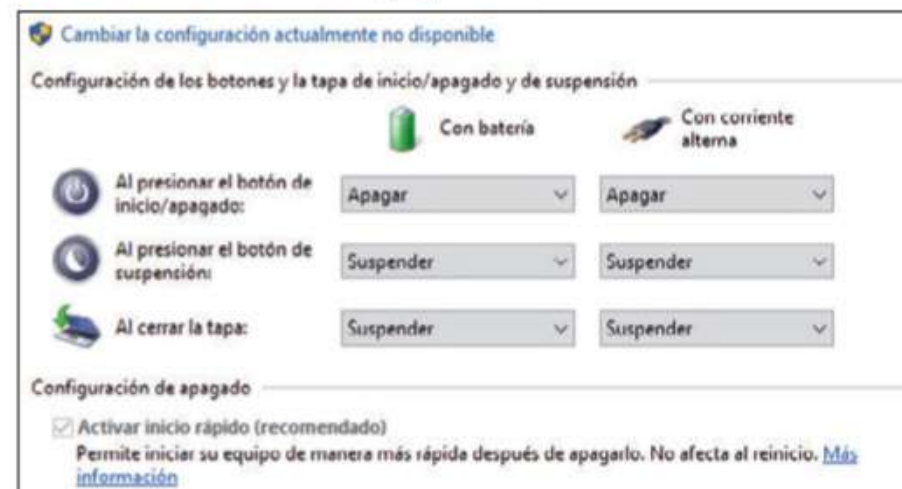 Cambiar la configuración actualmente no disponible
Configuración de los botones y la tapa de inicio/apagado y de suspensión
Con batería
Con corriente
alterna
Al presionar el botón de
inicio/apagado:
Apagar
Apagar
Al presionar el botón de
suspensión:
Suspender
Suspender
Al cerrar la tapa:
Suspender
Suspender
Configuración de apagado
Activar inicio rápido (recomendado)
Permite iniciar su equipo de manera más rápida después de apagarlo. No afecta al reinicio. Más
información